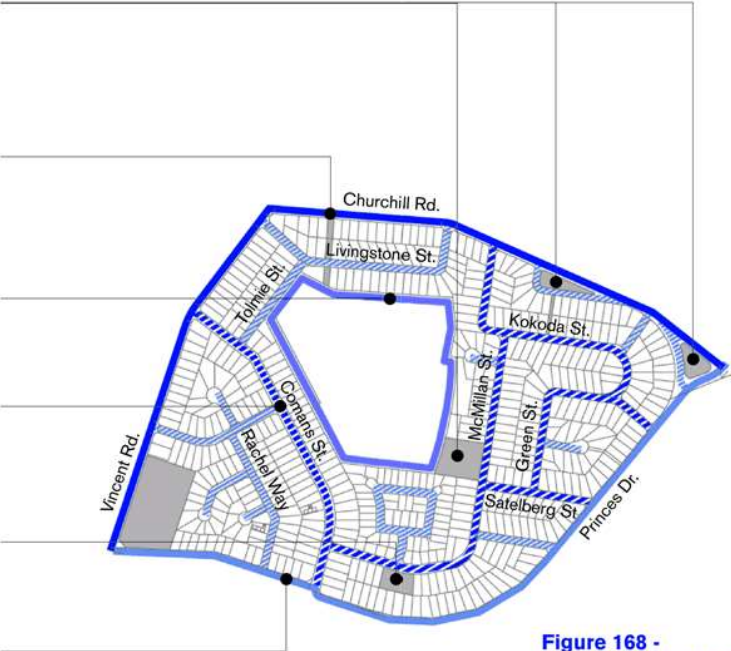 Churchill Rd.
Livingstone St.
Tolmie St.
Kokoda St.
McMillan St.
Comans St.
Green St.
Rachel Way
Vincent Rd.
Satelberg St.
Princes Dr.
Figure 168 -